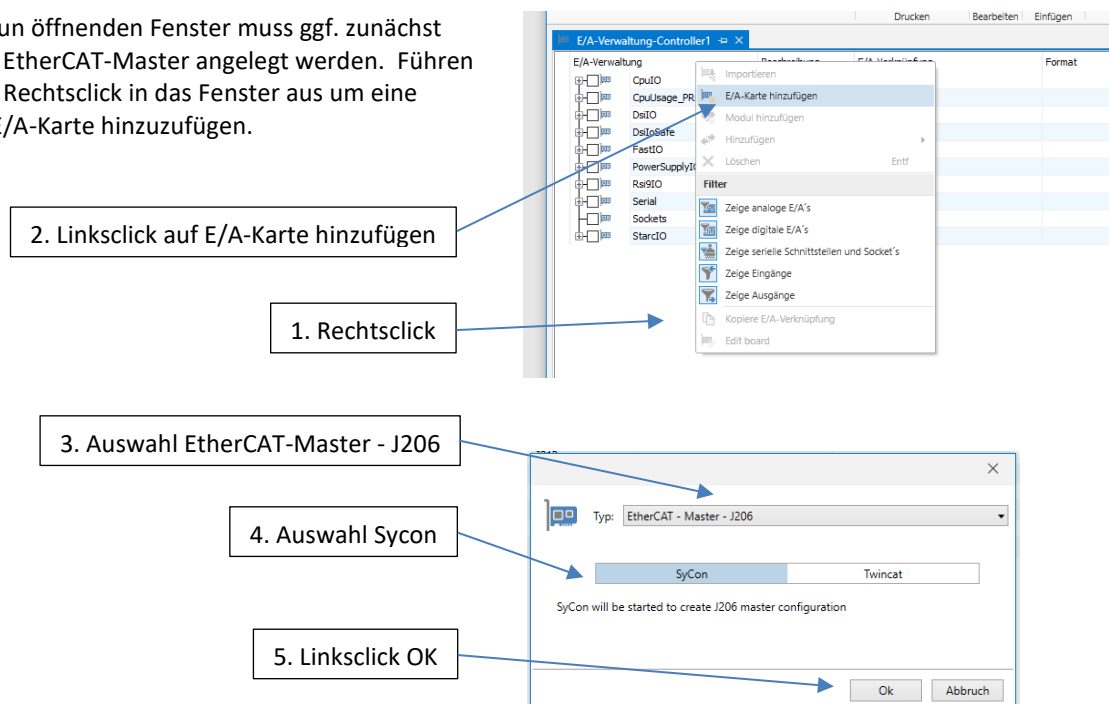 un öffnenden Fenster muss ggf. zunächst
EtherCAT-Master angelegt werden.  Führen
Rechtsclick in das Fenster aus um eine
E/A-Karte hinzuzufügen.
Drucken Bearbeiten Einfügen
E/A-Verwaltung-Controller1
E/A-Verwaltung Beschreibung E/A-Verknüpfung Format
CpuIO
CpuUsage_PR
DsiIO
DsiIoSafe
FastIO
PowerSupplyIO
Rsi9IO
Serial
Sockets
StarcIO
Importieren
E/A-Karte hinzufügen
Modul hinzufügen
Hinzufügen
Löschen Entf
Filter
Zeige analoge E/A´s
Zeige digitale E/A´s
Zeige serielle Schnittstellen und Socket´s
Zeige Eingänge
Zeige Ausgänge
Kopiere E/A-Verknüpfung
Edit board
2. Linksclick auf E/A-Karte hinzufügen
1. Rechtsclick
3. Auswahl EtherCAT-Master - J206
Typ: EtherCAT - Master - J206
4. Auswahl Sycon
SyCon Twincat
SyCon will be started to create J206 master configuration
5. Linksclick OK
Ok Abbruch